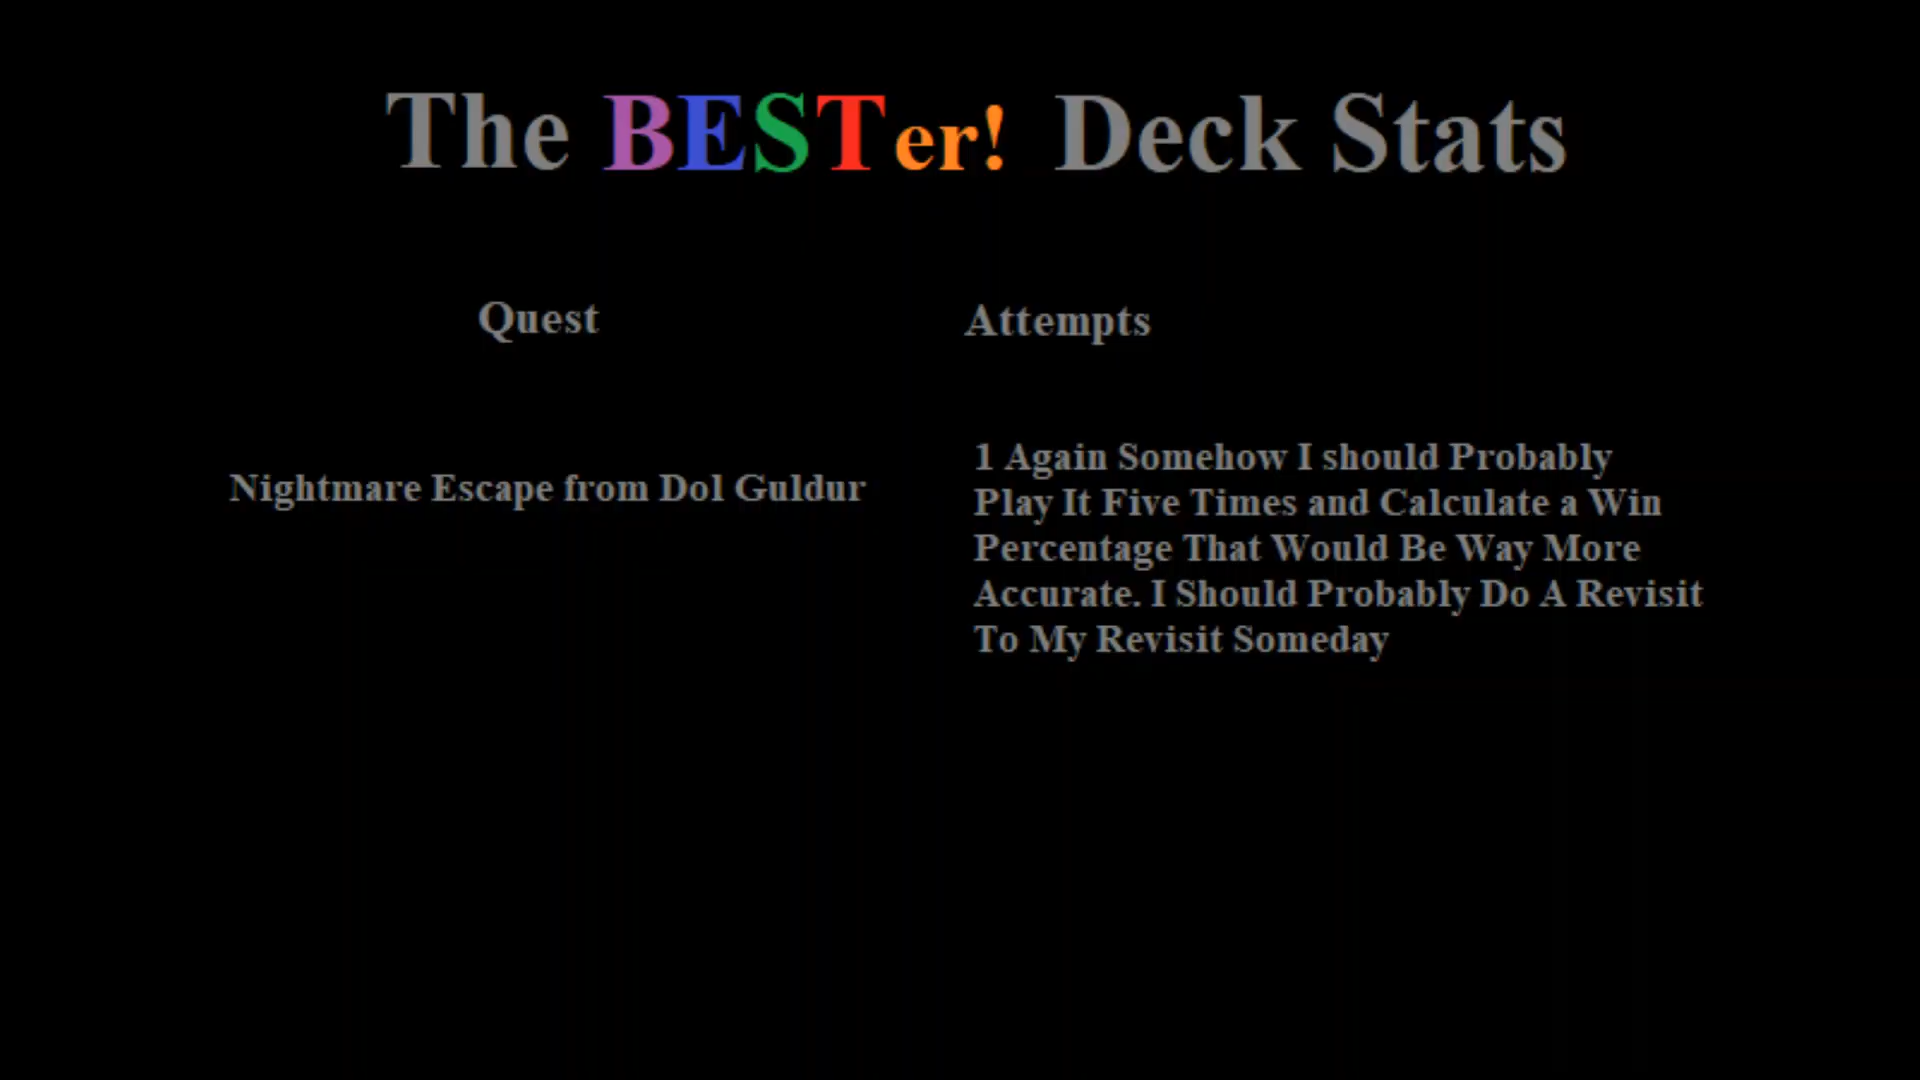 The BESTer! Deck Stats
Quest
Attempts
Nightmare Escape from Dol Guldur
1 Again Somehow I should Probably
Play It Five Times and Calculate a Win
Percentage That Would Be Way More
Accurate. I Should Probably Do A Revisit
To My Revisit Someday